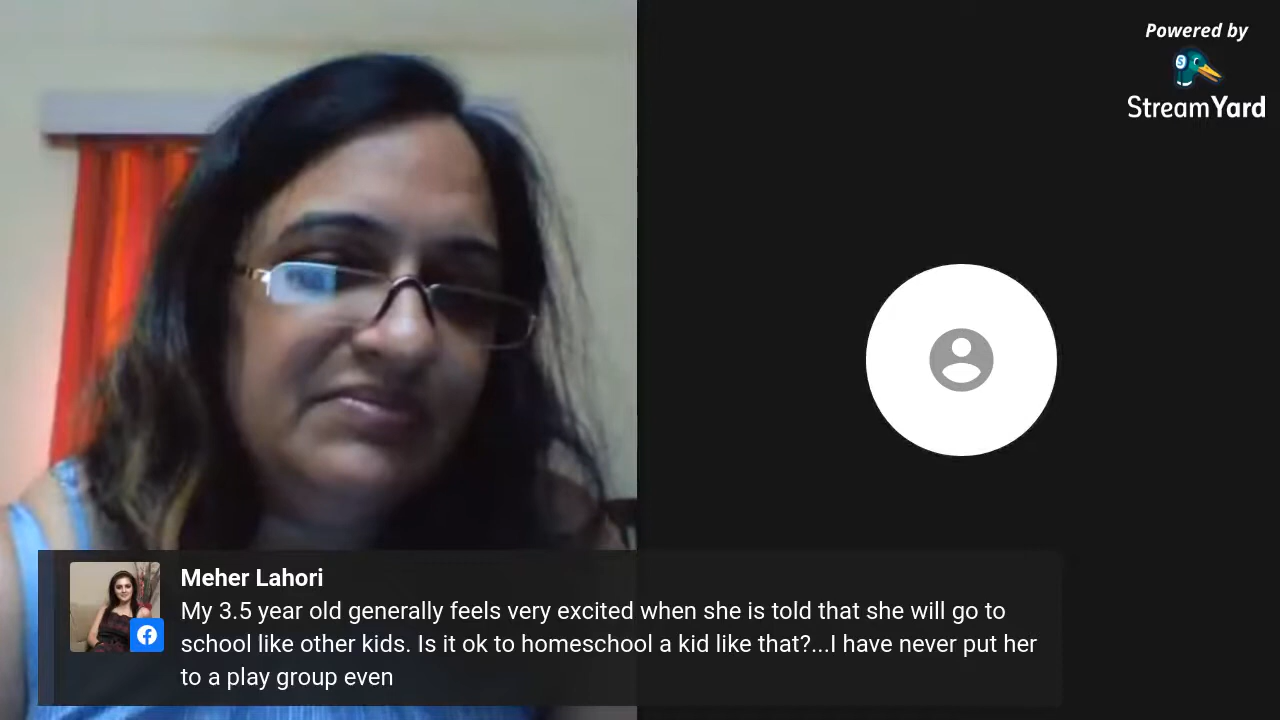 Powered by
StreamYard
Meher Lahori
My 3.5 year old generally feels very excited when she is told that she will go to
school like other kids. Is it ok to homeschool a kid like that?...I have never put her
to a play group even